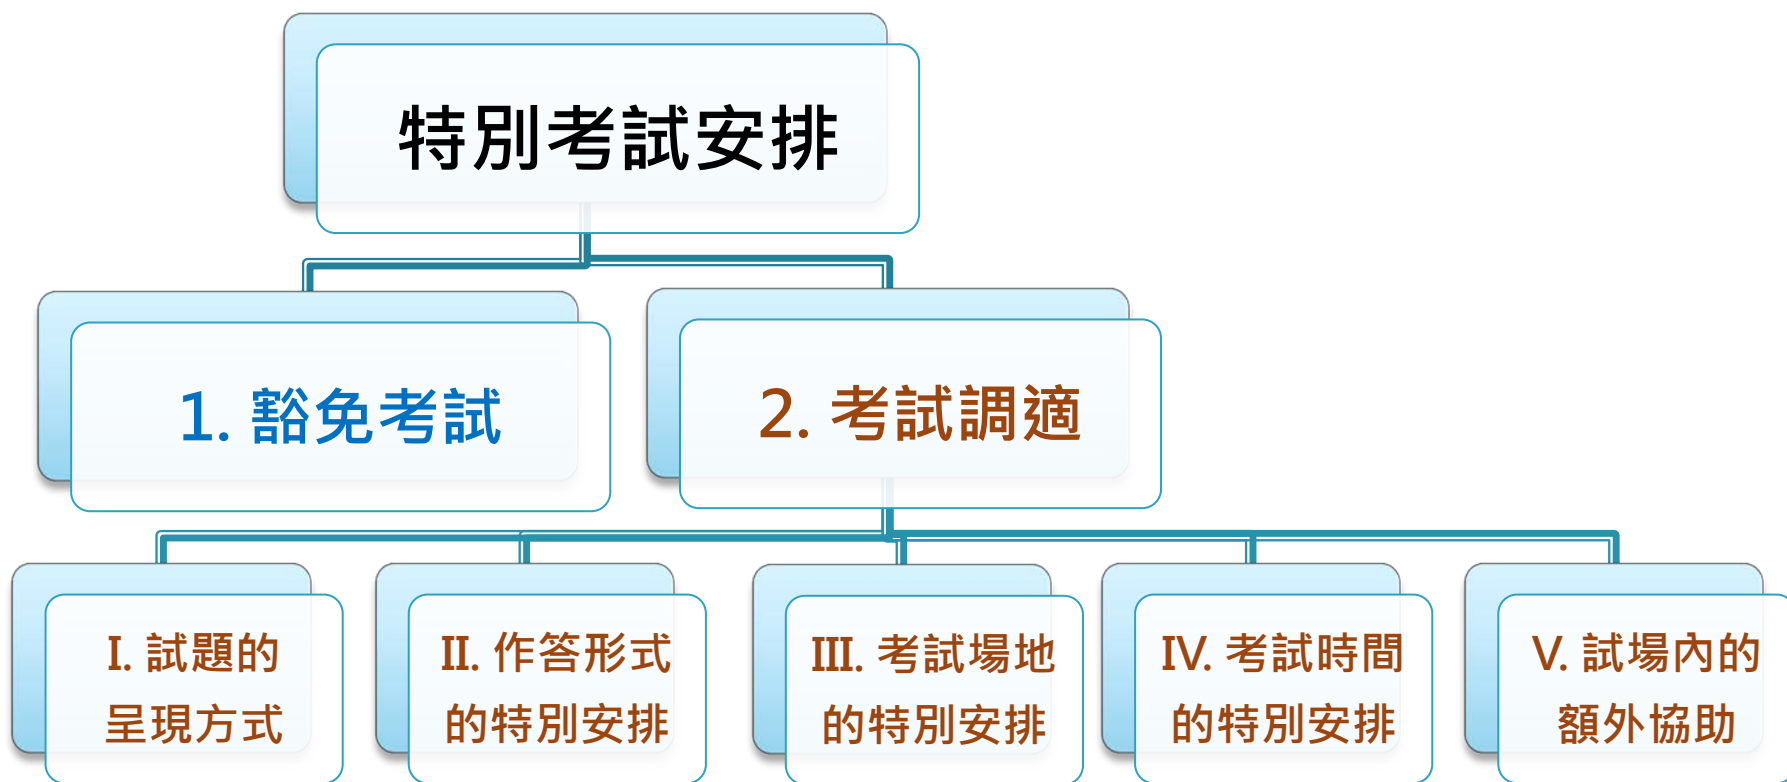 特別考試安排
1. 豁免考試
2. 考試調適
I. 試題的
呈現方式
II. 作答形式
的特別安排
III. 考試場地
的特別安排
IV. 考試時間
的特別安排
V. 試場內的
額外協助